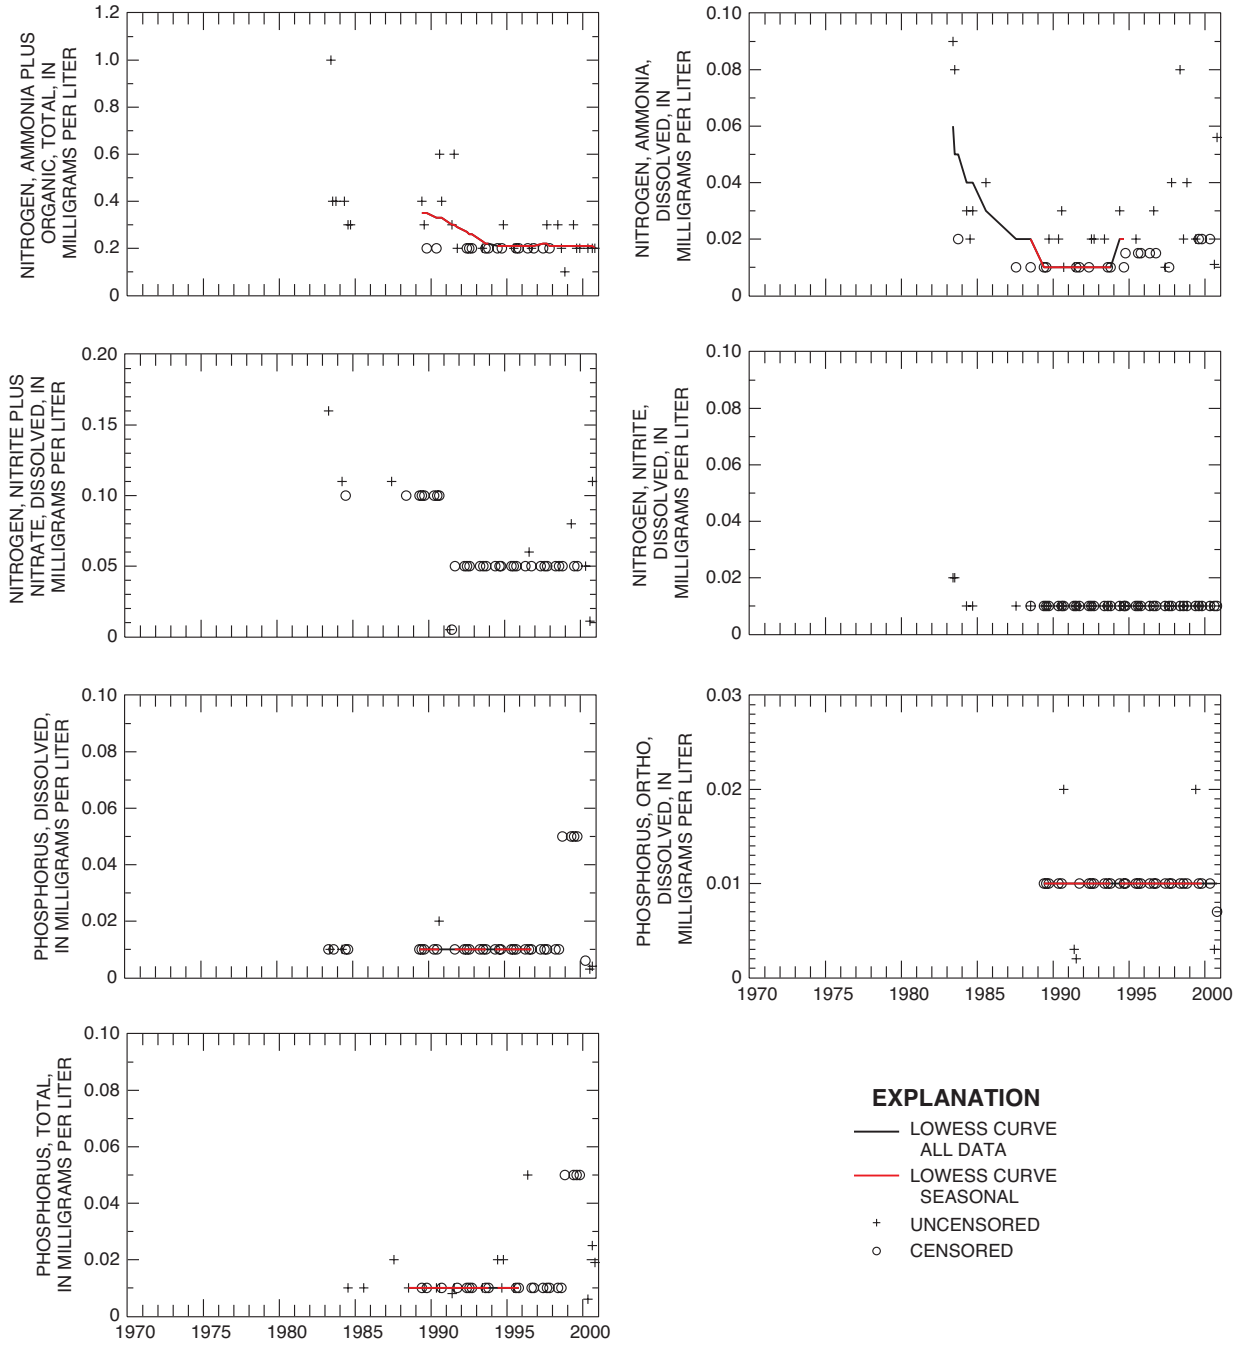 NITROGEN, AMMONIA PLUS
ORGANIC, TOTAL, IN
MILLIGRAMS PER LITER
1.2
1.0
0.8
0.6
0.4
0.2
0
NITROGEN, AMMONIA,
DISSOLVED, IN
MILLIGRAMS PER LITER
0.10
0.08
0.06
0.04
0.02
0
NITROGEN, NITRITE PLUS
NITRATE, DISSOLVED, IN
MILLIGRAMS PER LITER
0.20
0.15
0.10
0.05
0
NITROGEN, NITRITE,
DISSOLVED, IN
MILLIGRAMS PER LITER
0.10
0.08
0.06
0.04
0.02
0
PHOSPHORUS, DISSOLVED,
IN MILLIGRAMS PER LITER
0.10
0.08
0.06
0.04
0.02
0
PHOSPHORUS, ORTHO,
DISSOLVED, IN
MILLIGRAMS PER LITER
0.03
0.02
0.01
0
1970 1975 1980 1985 1990 1995 2000
PHOSPHORUS, TOTAL,
IN MILLIGRAMS PER LITER
0.10
0.08
0.06
0.04
0.02
0
1970 1975 1980 1985 1990 1995 2000
EXPLANATION
LOWESS CURVE
ALL DATA
LOWESS CURVE
SEASONAL
UNCENSORED
CENSORED